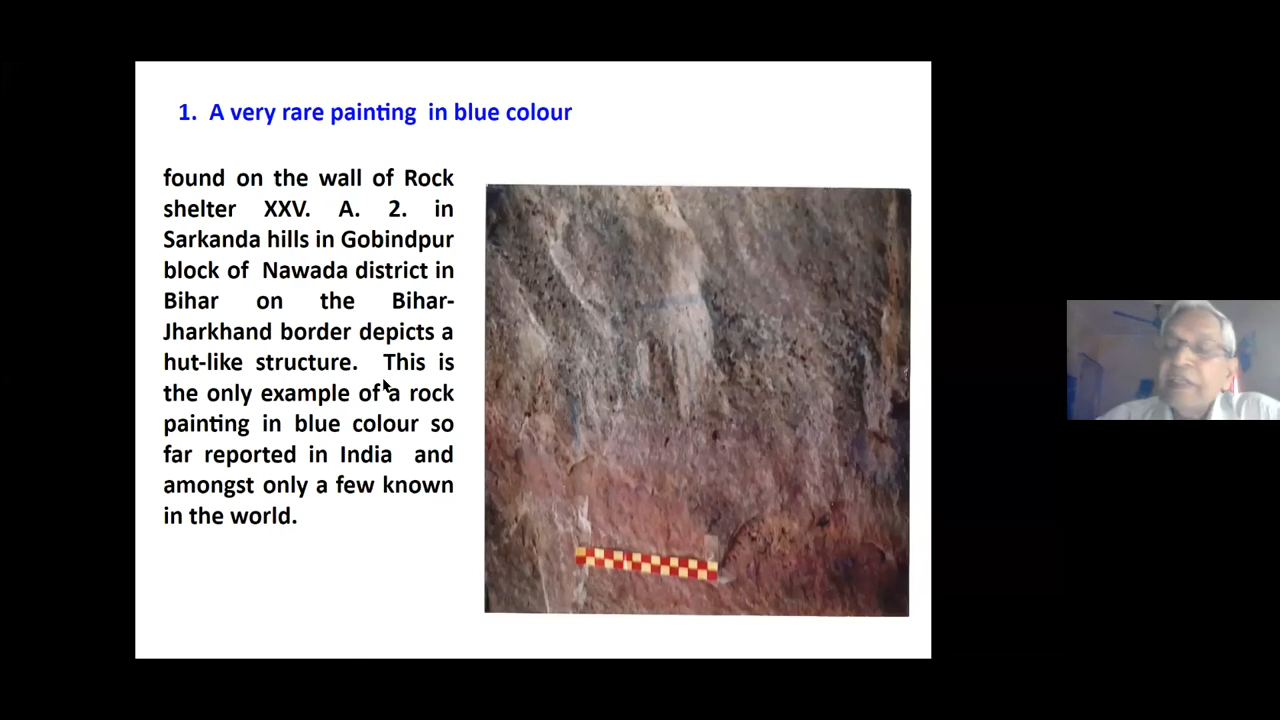 1. A very rare painting in blue colour
found on the wall of Rock
shelter XXV. A. 2. in
Sarkanda hills in Gobindpur
block of Nawada district in
Bihar on the Bihar-
Jharkhand border depicts a
hut-like structure. This is
the only example of a rock
painting in blue colour so
far reported in India and
amongst only a few known
in the world.